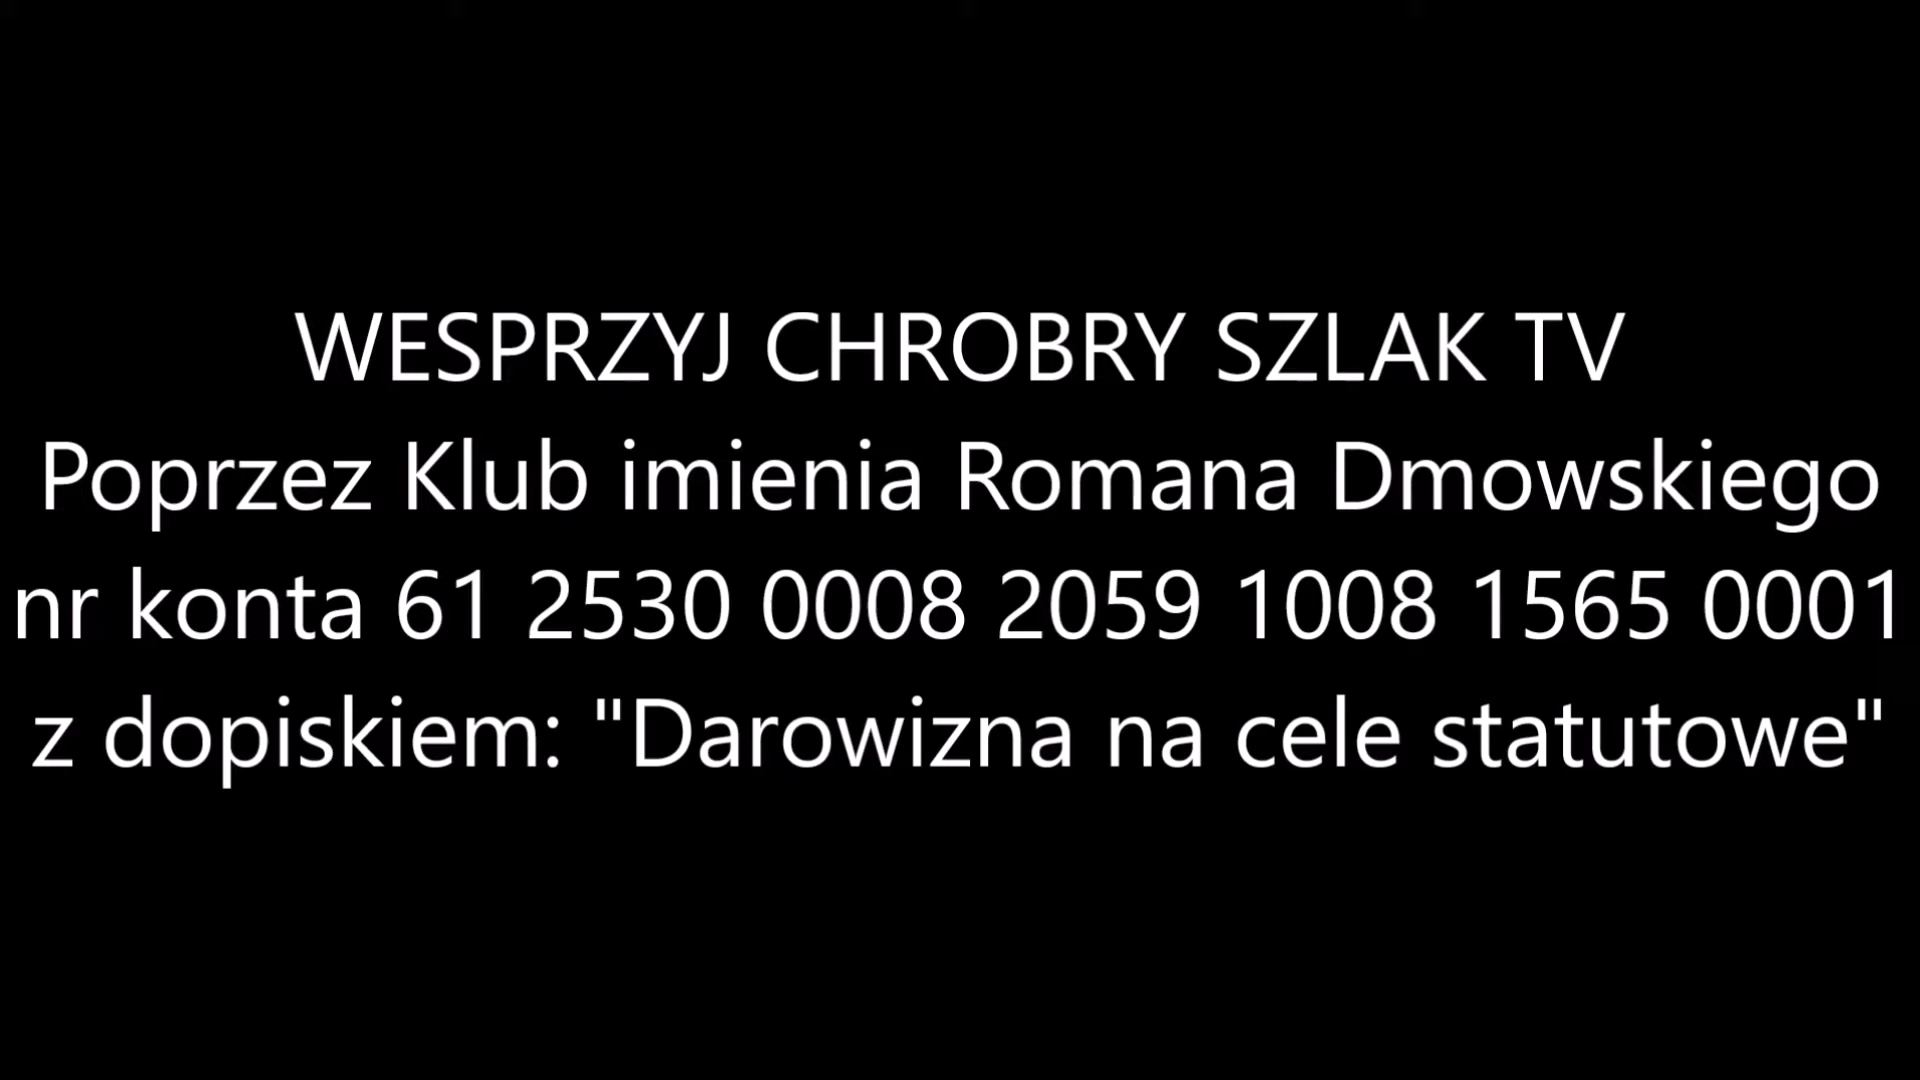 WESPRZYJ CHROBRY SZLAK TV
Poprzez Klub imienia Romana Dmowskiego
nr konta 61 2530 0008 2059 1008 1565 0001
z dopiskiem: "Darowizna na cele statutowe"